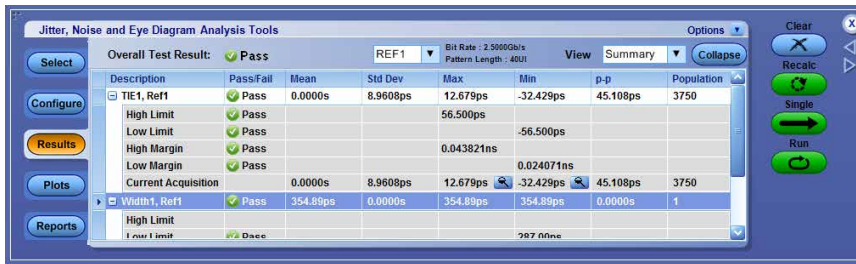 Jitter, Noise and Eye Diagram Analysis Tools Options Clear X
Select Overall Test Result: Pass REF1 Bit Rate : 2.5000Gb/s
Pattern Length : 40UI View Summary Collapse
Recalc
Description Pass/Fail Mean Std Dev Max Min p-p Population
Configure TIE1, Ref1 Pass 0.0000s 8.9608ps 12.679ps -32.429ps 45.108ps 3750
Single
High Limit Pass 56.500ps
Low Limit Pass -56.500ps
Results High Margin Pass 0.043821ns
Run
Low Margin Pass 0.024071ns
Plots Current Acquisition 0.0000s 8.9608ps 12.679ps -32.429ps 45.108ps 3750
Width1, Ref1 Pass 354.89ps 0.0000s 354.89ps 354.89ps 0.0000s 1
Reports High Limit
Low Limit Pass 287.00ps